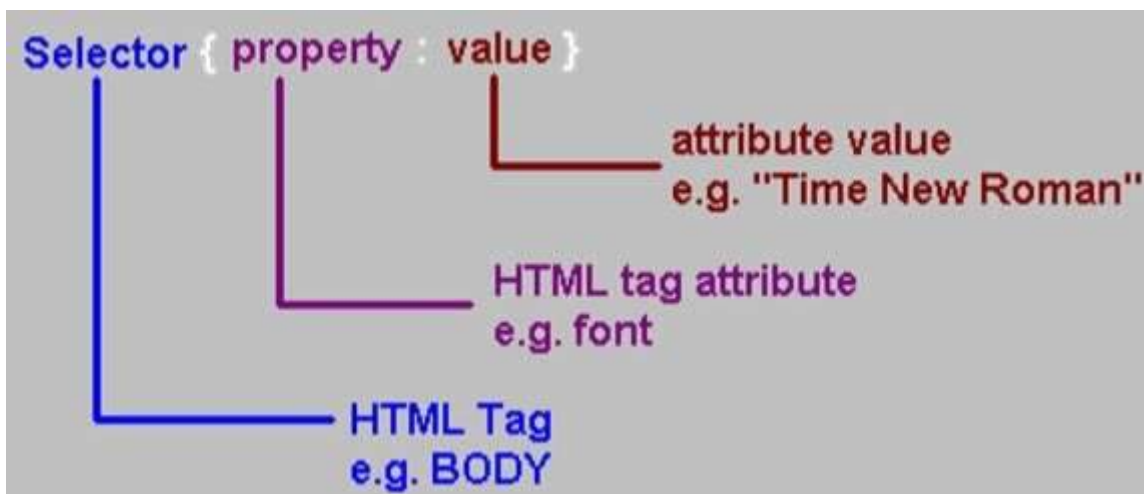 Selector { property : value }
attribute value
e.g. "Time New Roman"
HTML tag attribute
e.g. font
HTML Tag
e.g. BODY